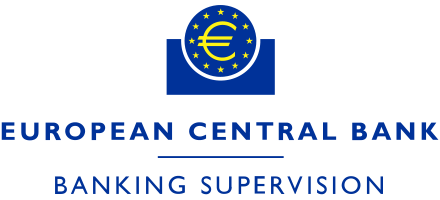 €
EUROPEAN CENTRAL BANK
BANKING SUPERVISION